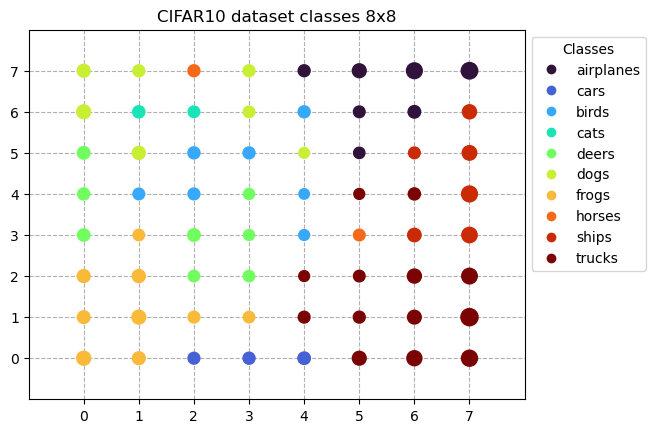 CIFAR10 dataset classes 8x8
7
6
5
4
3
2
1
0
0 1 2 3 4 5 6 7
Classes
airplanes
cars
birds
cats
deers
dogs
frogs
horses
ships
trucks